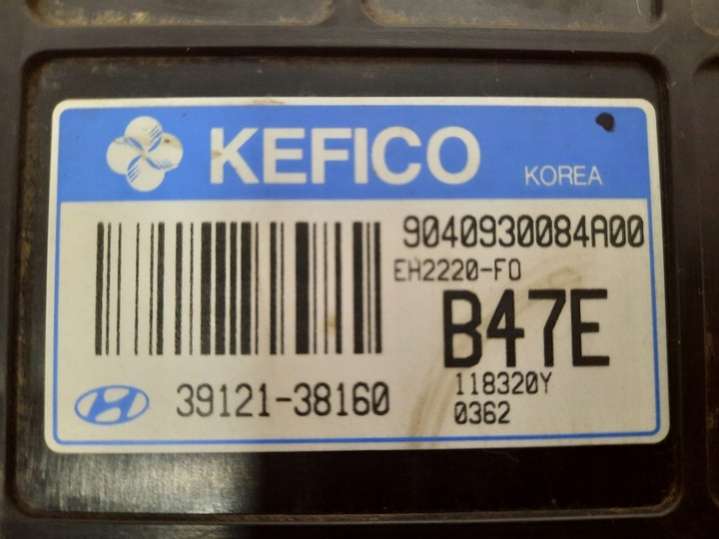 KEFICO
KOREA
9040930084A00
EH2220-F0
B47E
39121-38160
118320Y
0362